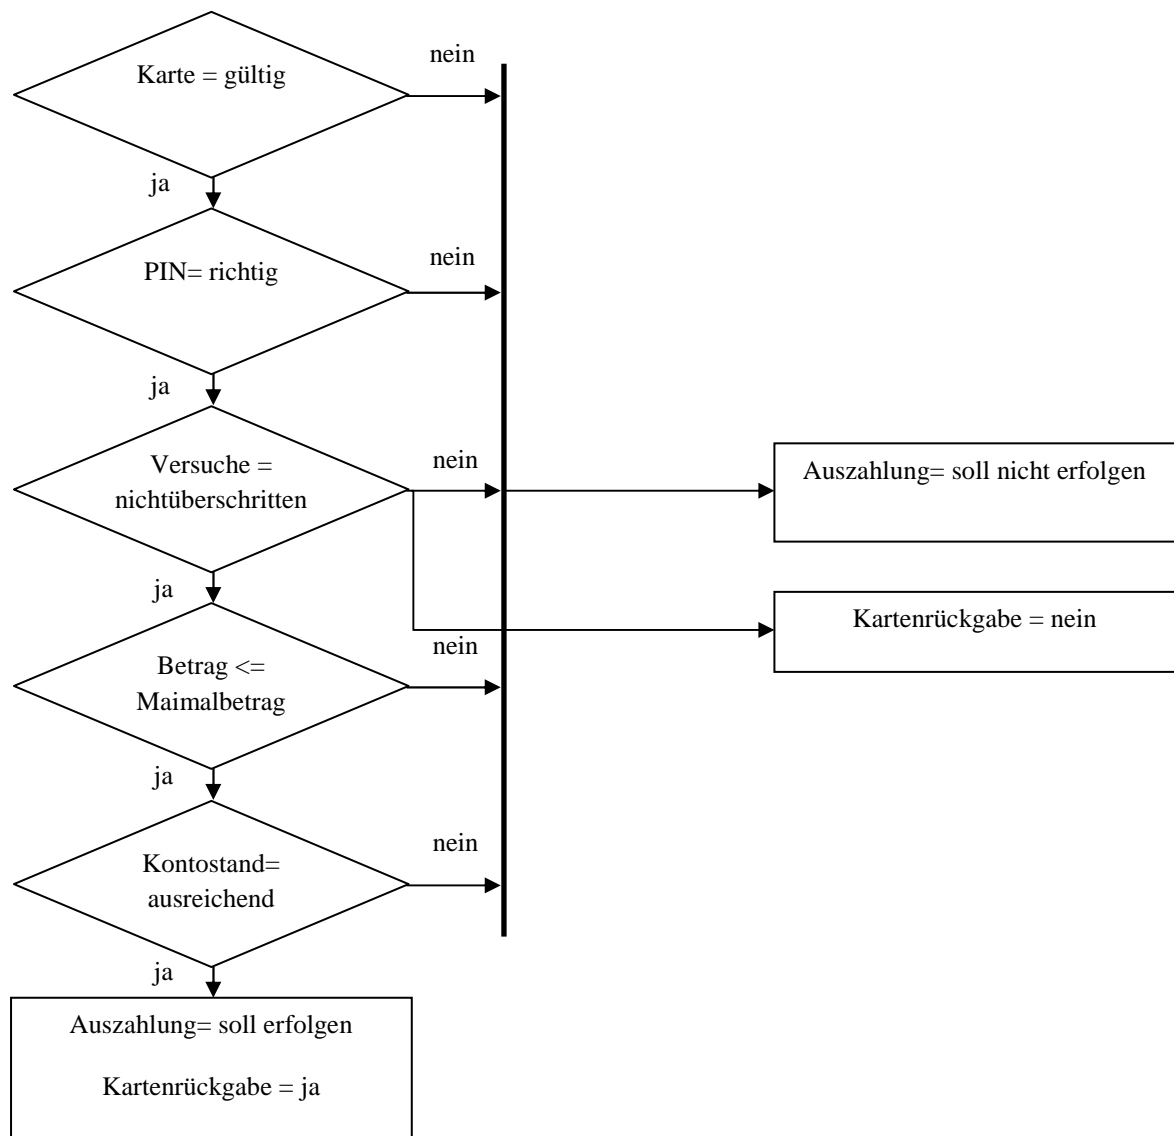 nein
Karte = gültig
ja
nein
PIN= richtig
ja
nein
Versuche =
nichtüberschritten
Auszahlung= soll nicht erfolgen
ja
Kartenrückgabe = nein
nein
Betrag <=
Maimalbetrag
ja
nein
Kontostand=
ausreichend
ja
Auszahlung= soll erfolgen
Kartenrückgabe = ja